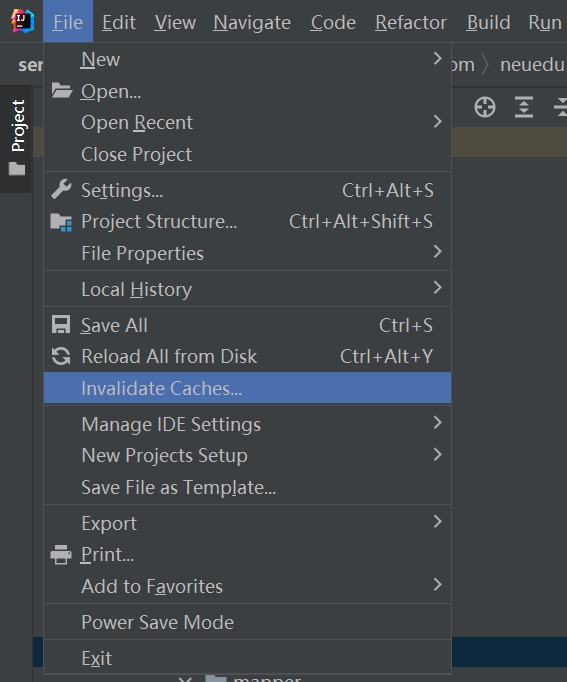 File Edit View Navigate Code Refactor Build Run
New
Open...
Open Recent
Close Project
Settings... Ctrl+Alt+S
Project Structure... Ctrl+Alt+Shift+S
File Properties
Local History
Save All Ctrl+S
Reload All from Disk Ctrl+Alt+Y
Invalidate Caches...
Manage IDE Settings
New Projects Setup
Save File as Template...
Export
Print...
Add to Favorites
Power Save Mode
Exit
ser
om
neuedu
Project
mapper
IJ